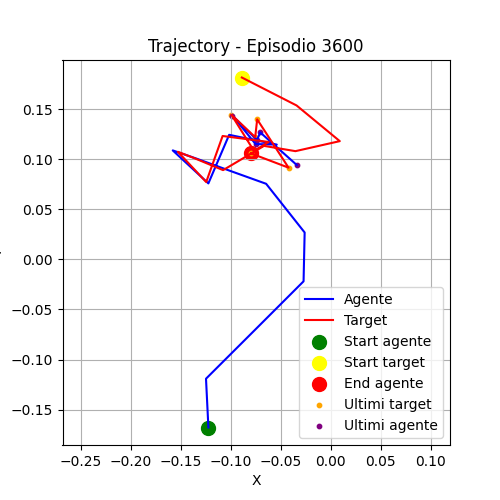 Trajectory - Episodio 3600
0.15
0.10
0.05
0.00
−0.05
−0.10
−0.15
−0.25
−0.20
−0.15
−0.10
−0.05
0.00
0.05
0.10
X
Agente
Target
Start agente
Start target
End agente
Ultimi target
Ultimi agente